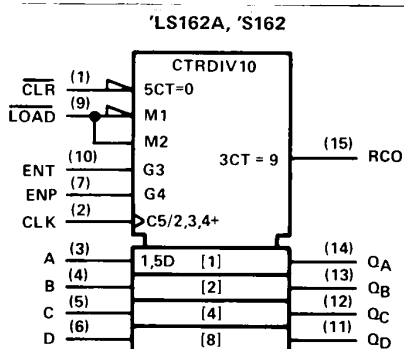 'LS162A, 'S162
CTRDIV10
CLR (1) 5CT=0
LOAD (9) M1
M2
ENT (10) G3 3CT = 9 (15) RCO
ENP (7) G4
CLK (2) C5/2,3,4+
A (3) 1,5D [1] (14) QA
B (4) [2] (13) QB
C (5) [4] (12) QC
D (6) [8] (11) QD